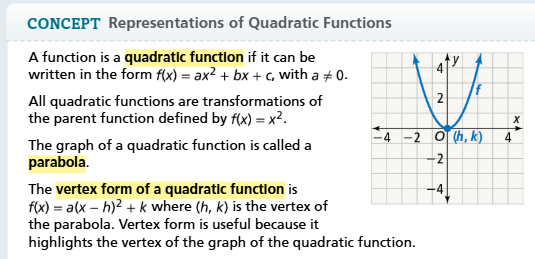 CONCEPT Representations of Quadratic Functions
A function is a quadratic function if it can be
written in the form f(x) = ax² + bx + c, with a ≠ 0.
All quadratic functions are transformations of
the parent function defined by f(x) = x².
The graph of a quadratic function is called a
parabola.
The vertex form of a quadratic function is
f(x) = a(x – h)² + k where (h, k) is the vertex of
the parabola. Vertex form is useful because it
highlights the vertex of the graph of the quadratic function.
y
4
f
2
x
–4 –2 O (h, k) 4
–2
–4